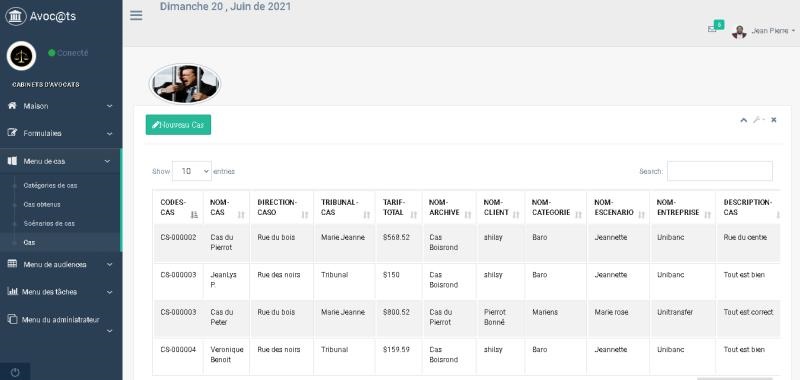 Avoc@ts
Dimanche 20 , Juin de 2021
6
Jean Pierre
Conecté
CABINETS D'AVOCATS
Maison
Formulaires
Menu de cas
Catégories de cas
Cas obtenus
Scénarios de cas
Cas
Menu de audiences
Menu des tâches
Menu du administrateur
Nouveau Cas
Show 10 entries
Search:
CODES-CAS NOM-CAS DIRECTION-CASO TRIBUNAL-CAS TARIF-TOTAL NOM-ARCHIVE NOM-CLIENT NOM-CATEGORIE NOM-ESCENARIO NOM-ENTREPRISE DESCRIPTION-CAS
CS-000002 Cas du Pierrot Rue du bois Marie Jeanne $568.52 Cas Boisrond shilsy Baro Jeannette Unibanc Rue du centre
CS-000003 JeanLys P. Rue des noirs Tribunal $150 Cas Boisrond shilsy Baro Jeannette Unibanc Tout est bien
CS-000003 Cas du Peter Rue du bois Marie Jeanne $800.52 Cas du Pierrot Pierrot Bonné Mariens Marie rose Unitransfer Tout est correct
CS-000004 Veronique Benoit Rue des noirs Tribunal $159.59 Cas Boisrond shilsy Baro Jeannette Unibanc Tout est bien